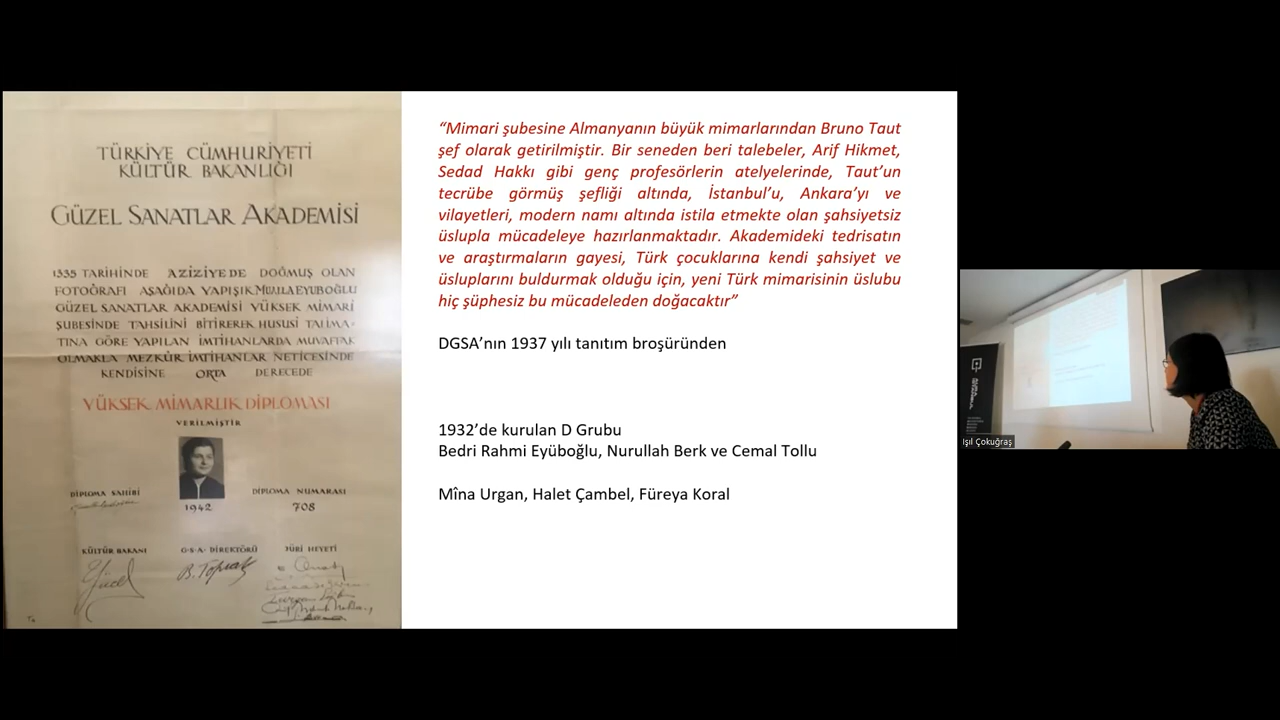 TÜRKİYE CÜMHURİYETİ
KÜLTÜR BAKANLIĞI
GÜZEL SANATLAR AKADEMİSİ
1335 TARİHİNDE AZİZİYEDE DOĞMUŞ OLAN
FOTOĞRAFI AŞAĞIDA YAPIŞIK MUALLA EYUBOĞLU
GÜZEL SANATLAR AKADEMİSİ YÜKSEK MİMARİ
ŞUBESİNDE TAHSİLİNİ BİTİREREK HUSUSİ TALİMA-
TINA GÖRE YAPILAN İMTİHANLARDA MUVAFFAK
OLMAKLA MEZKÛR İMTİHANLAR NETİCESİNDE
KENDİSİNE ORTA DERECEDE
YÜKSEK MİMARLIK DİPLOMASI
VERİLMİŞTİR
DİPLOMA SAHİBİ
1942
DİPLOMA NUMARASI
708
KÜLTÜR BAKANI
G·S·A· DİREKTÖRÜ
JÜRİ HEYETİ
Yücel
B. Toprak
“Mimari şubesine Almanyanın büyük mimarlarından Bruno Taut
şef olarak getirilmiştir. Bir seneden beri talebeler, Arif Hikmet,
Sedad Hakkı gibi genç profesörlerin atelyelerinde, Taut’un
tecrübe görmüş şefliği altında, İstanbul’u, Ankara’yı ve
vilayetleri, modern namı altında istila etmekte olan şahsiyetsiz
üslupla mücadeleye hazırlanmaktadır. Akademideki tedrisatın
ve araştırmaların gayesi, Türk çocuklarına kendi şahsiyet ve
üsluplarını buldurmak olduğu için, yeni Türk mimarisinin üslubu
hiç şüphesiz bu mücadeleden doğacaktır”
DGSA’nın 1937 yılı tanıtım broşüründen
1932’de kurulan D Grubu
Bedri Rahmi Eyüboğlu, Nurullah Berk ve Cemal Tollu
Mîna Urgan, Halet Çambel, Füreya Koral
Işıl Çokuğraş